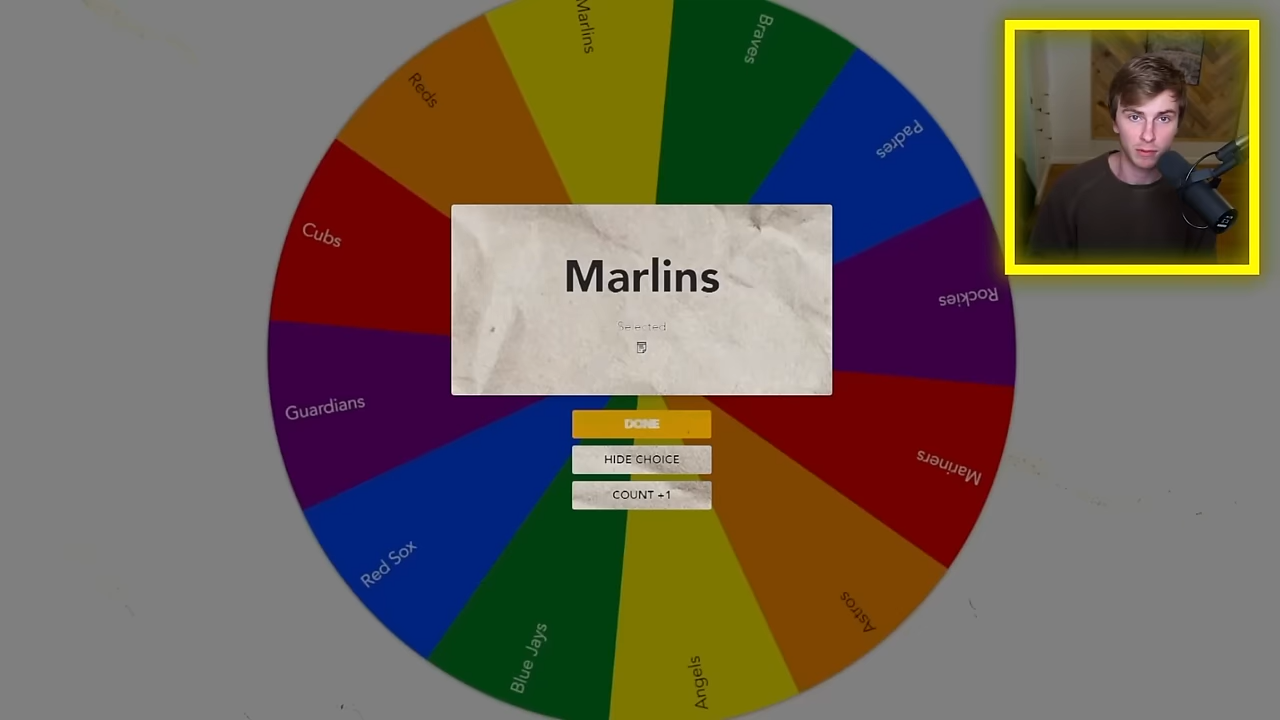 Marlins
Braves
Reds
Padres
Cubs
Rockies
Guardians
Mariners
Red Sox
Astros
Blue Jays
Angels
Marlins
Selected
DONE
HIDE CHOICE
COUNT +1